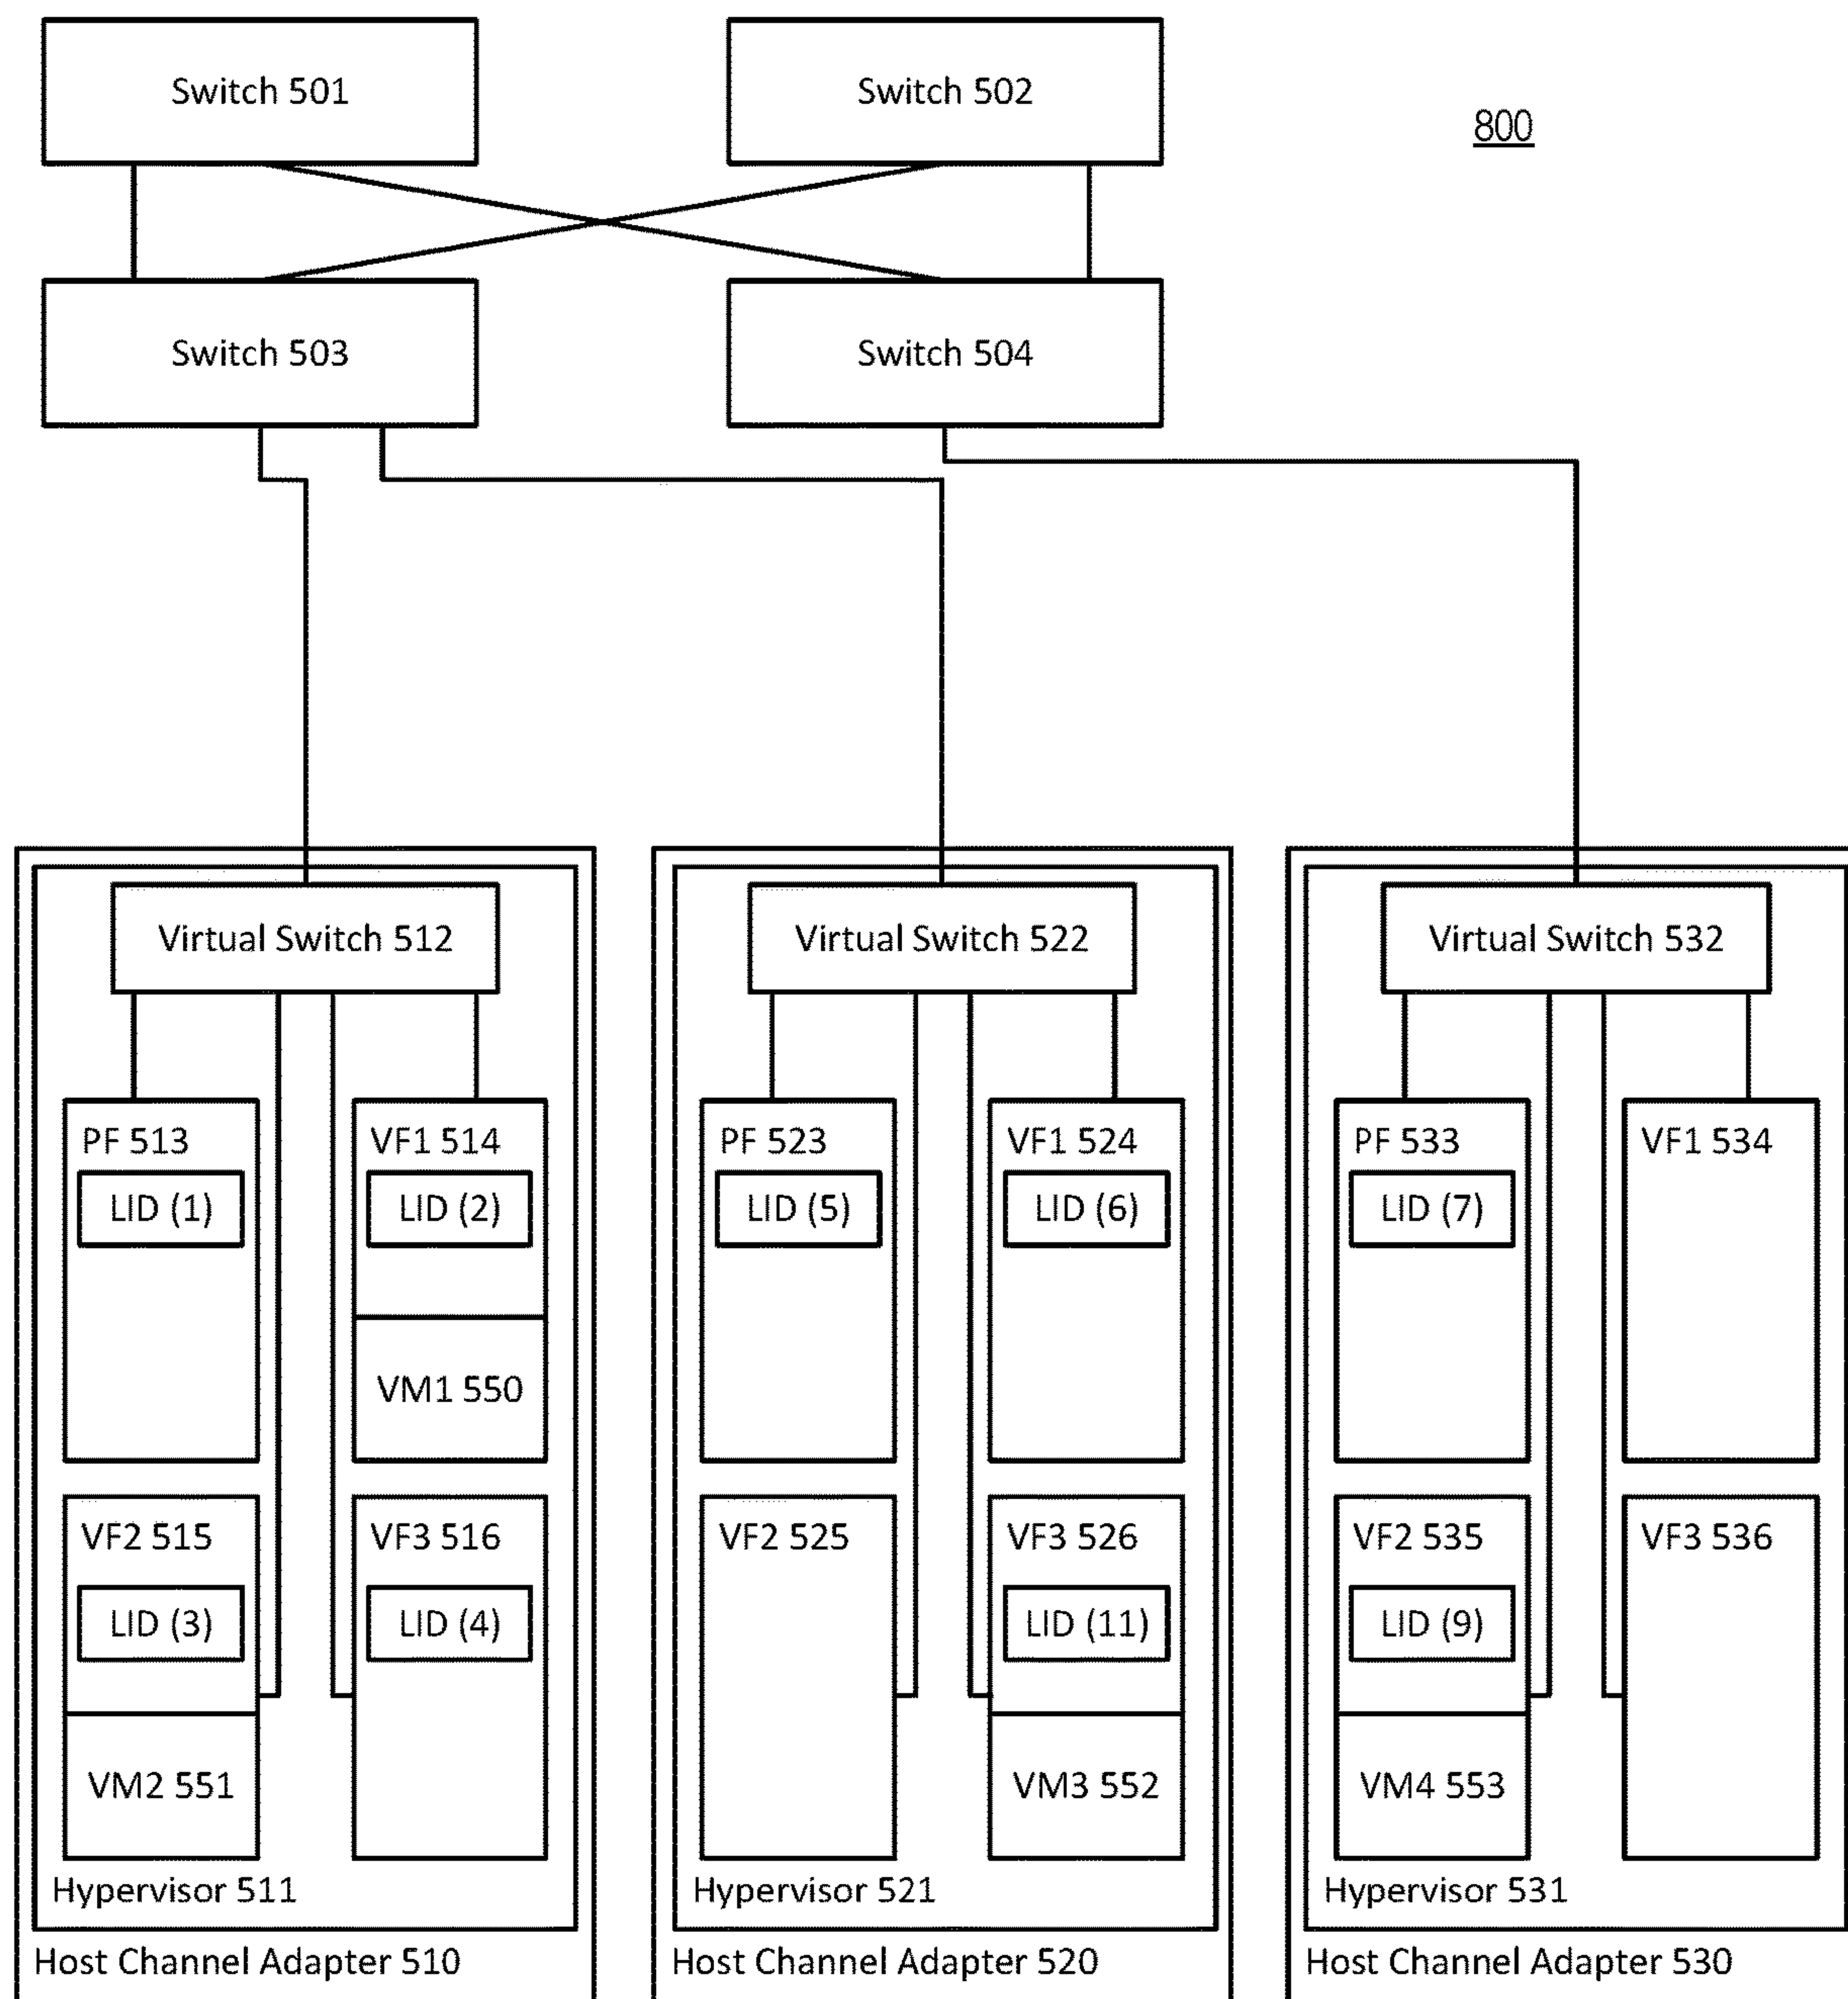 Switch 501
Switch 502
800
Switch 503
Switch 504
Virtual Switch 512
Virtual Switch 522
Virtual Switch 532
PF 513
LID (1)
VF1 514
LID (2)
VM1 550
PF 523
LID (5)
VF1 524
LID (6)
PF 533
LID (7)
VF1 534
VF2 515
LID (3)
VM2 551
VF3 516
LID (4)
VF2 525
VF3 526
LID (11)
VM3 552
VF2 535
LID (9)
VM4 553
VF3 536
Hypervisor 511
Hypervisor 521
Hypervisor 531
Host Channel Adapter 510
Host Channel Adapter 520
Host Channel Adapter 530